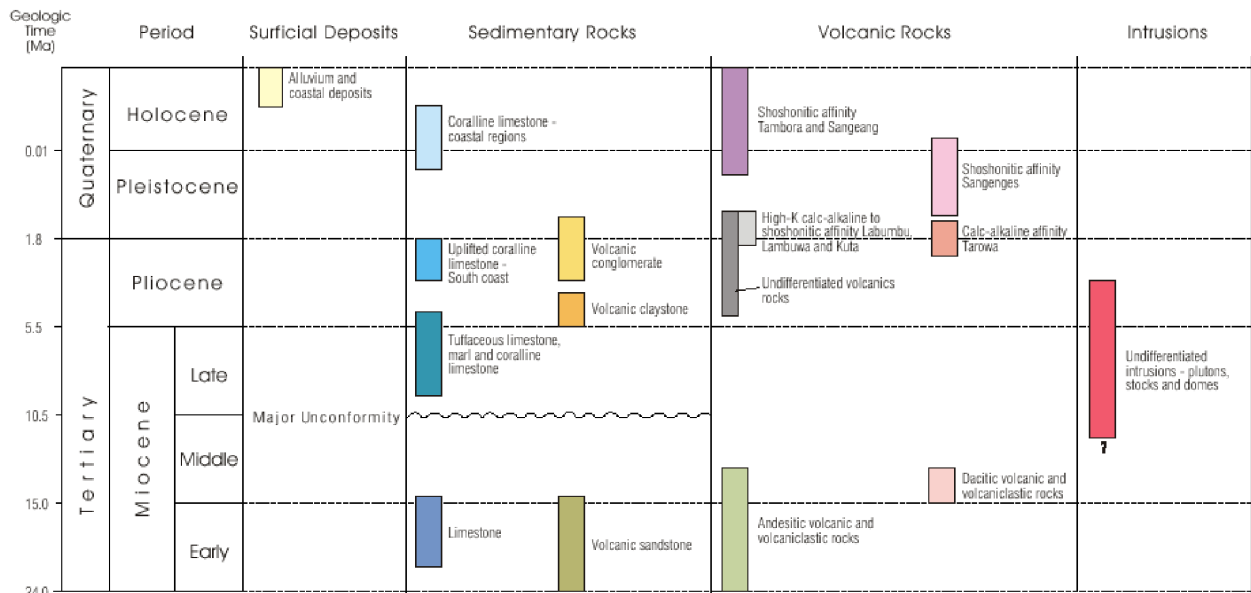 Geologic
Time
(Ma)
Period
Surficial Deposits
Sedimentary Rocks
Volcanic Rocks
Intrusions
Quaternary
Holocene
Alluvium and
coastal deposits
Coralline limestone -
coastal regions
Shoshonitic affinity
Tambora and Sangeang
0.01
Pleistocene
Shoshonitic affinity
Sangenges
1.8
High-K calc-alkaline to
shoshonitic affinity Labumbu,
Lambuwa and Kuta
Calc-alkaline affinity
Tarowa
Tertiary
Pliocene
Uplifted coralline
limestone -
South coast
Volcanic
conglomerate
Undifferentiated volcanics
rocks
Volcanic claystone
5.5
Miocene
Late
Tuffaceous limestone,
marl and coralline
limestone
Undifferentiated
intrusions - plutons,
stocks and domes
10.5
Major Unconformity
Middle
?
Dacitic volcanic and
volcaniclastic rocks
15.0
Early
Limestone
Volcanic sandstone
Andesitic volcanic and
volcaniclastic rocks
24.0